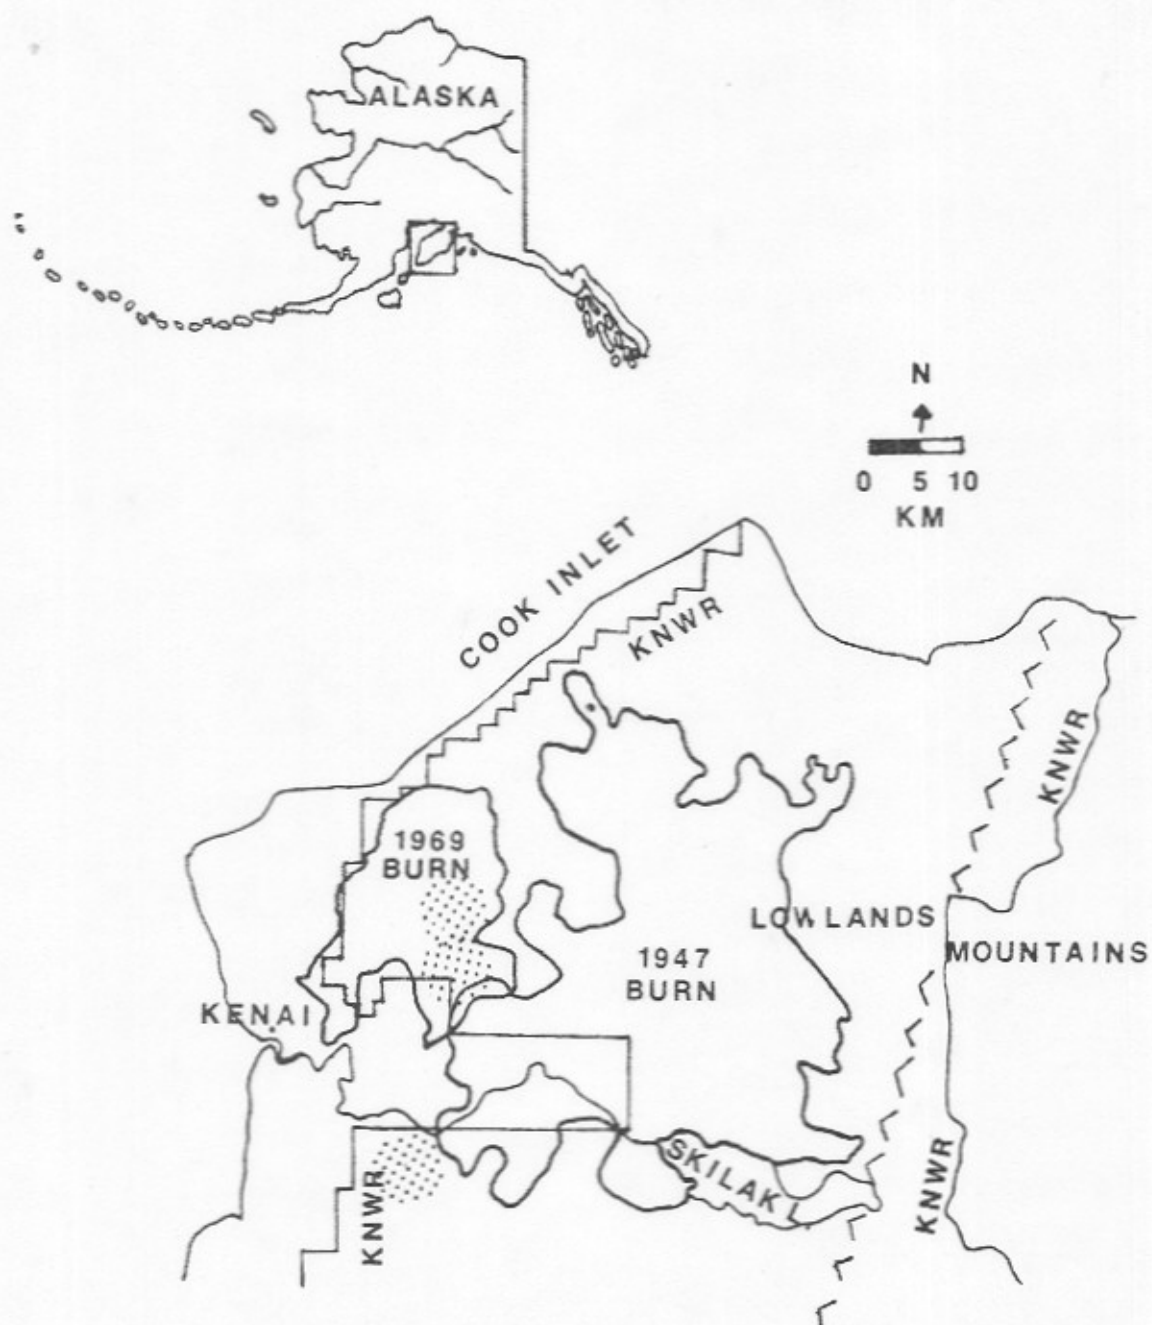 ALASKA
N
0 5 10
KM
COOK INLET
KNWR
KNWR
1969
BURN
LOWLANDS
MOUNTAINS
1947
BURN
KENAI
SKILAK L.
KNWR
KNWR